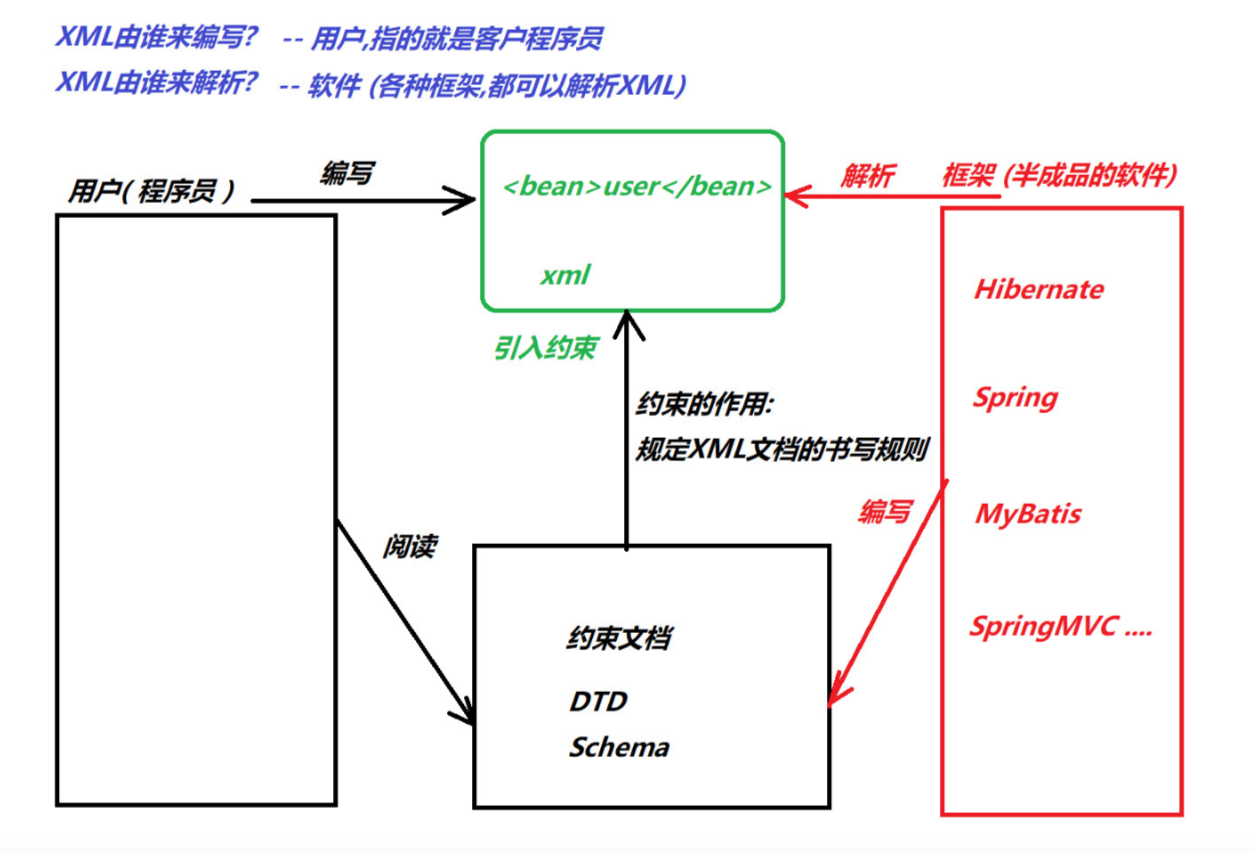 XML由谁来编写? -- 用户,指的就是客户程序员
XML由谁来解析? -- 软件 (各种框架,都可以解析XML)
用户( 程序员 )
编写
<bean>user</bean>
xml
解析
框架 (半成品的软件)
Hibernate
Spring
MyBatis
SpringMVC ....
引入约束
约束的作用:
规定XML文档的书写规则
编写
阅读
约束文档
DTD
Schema